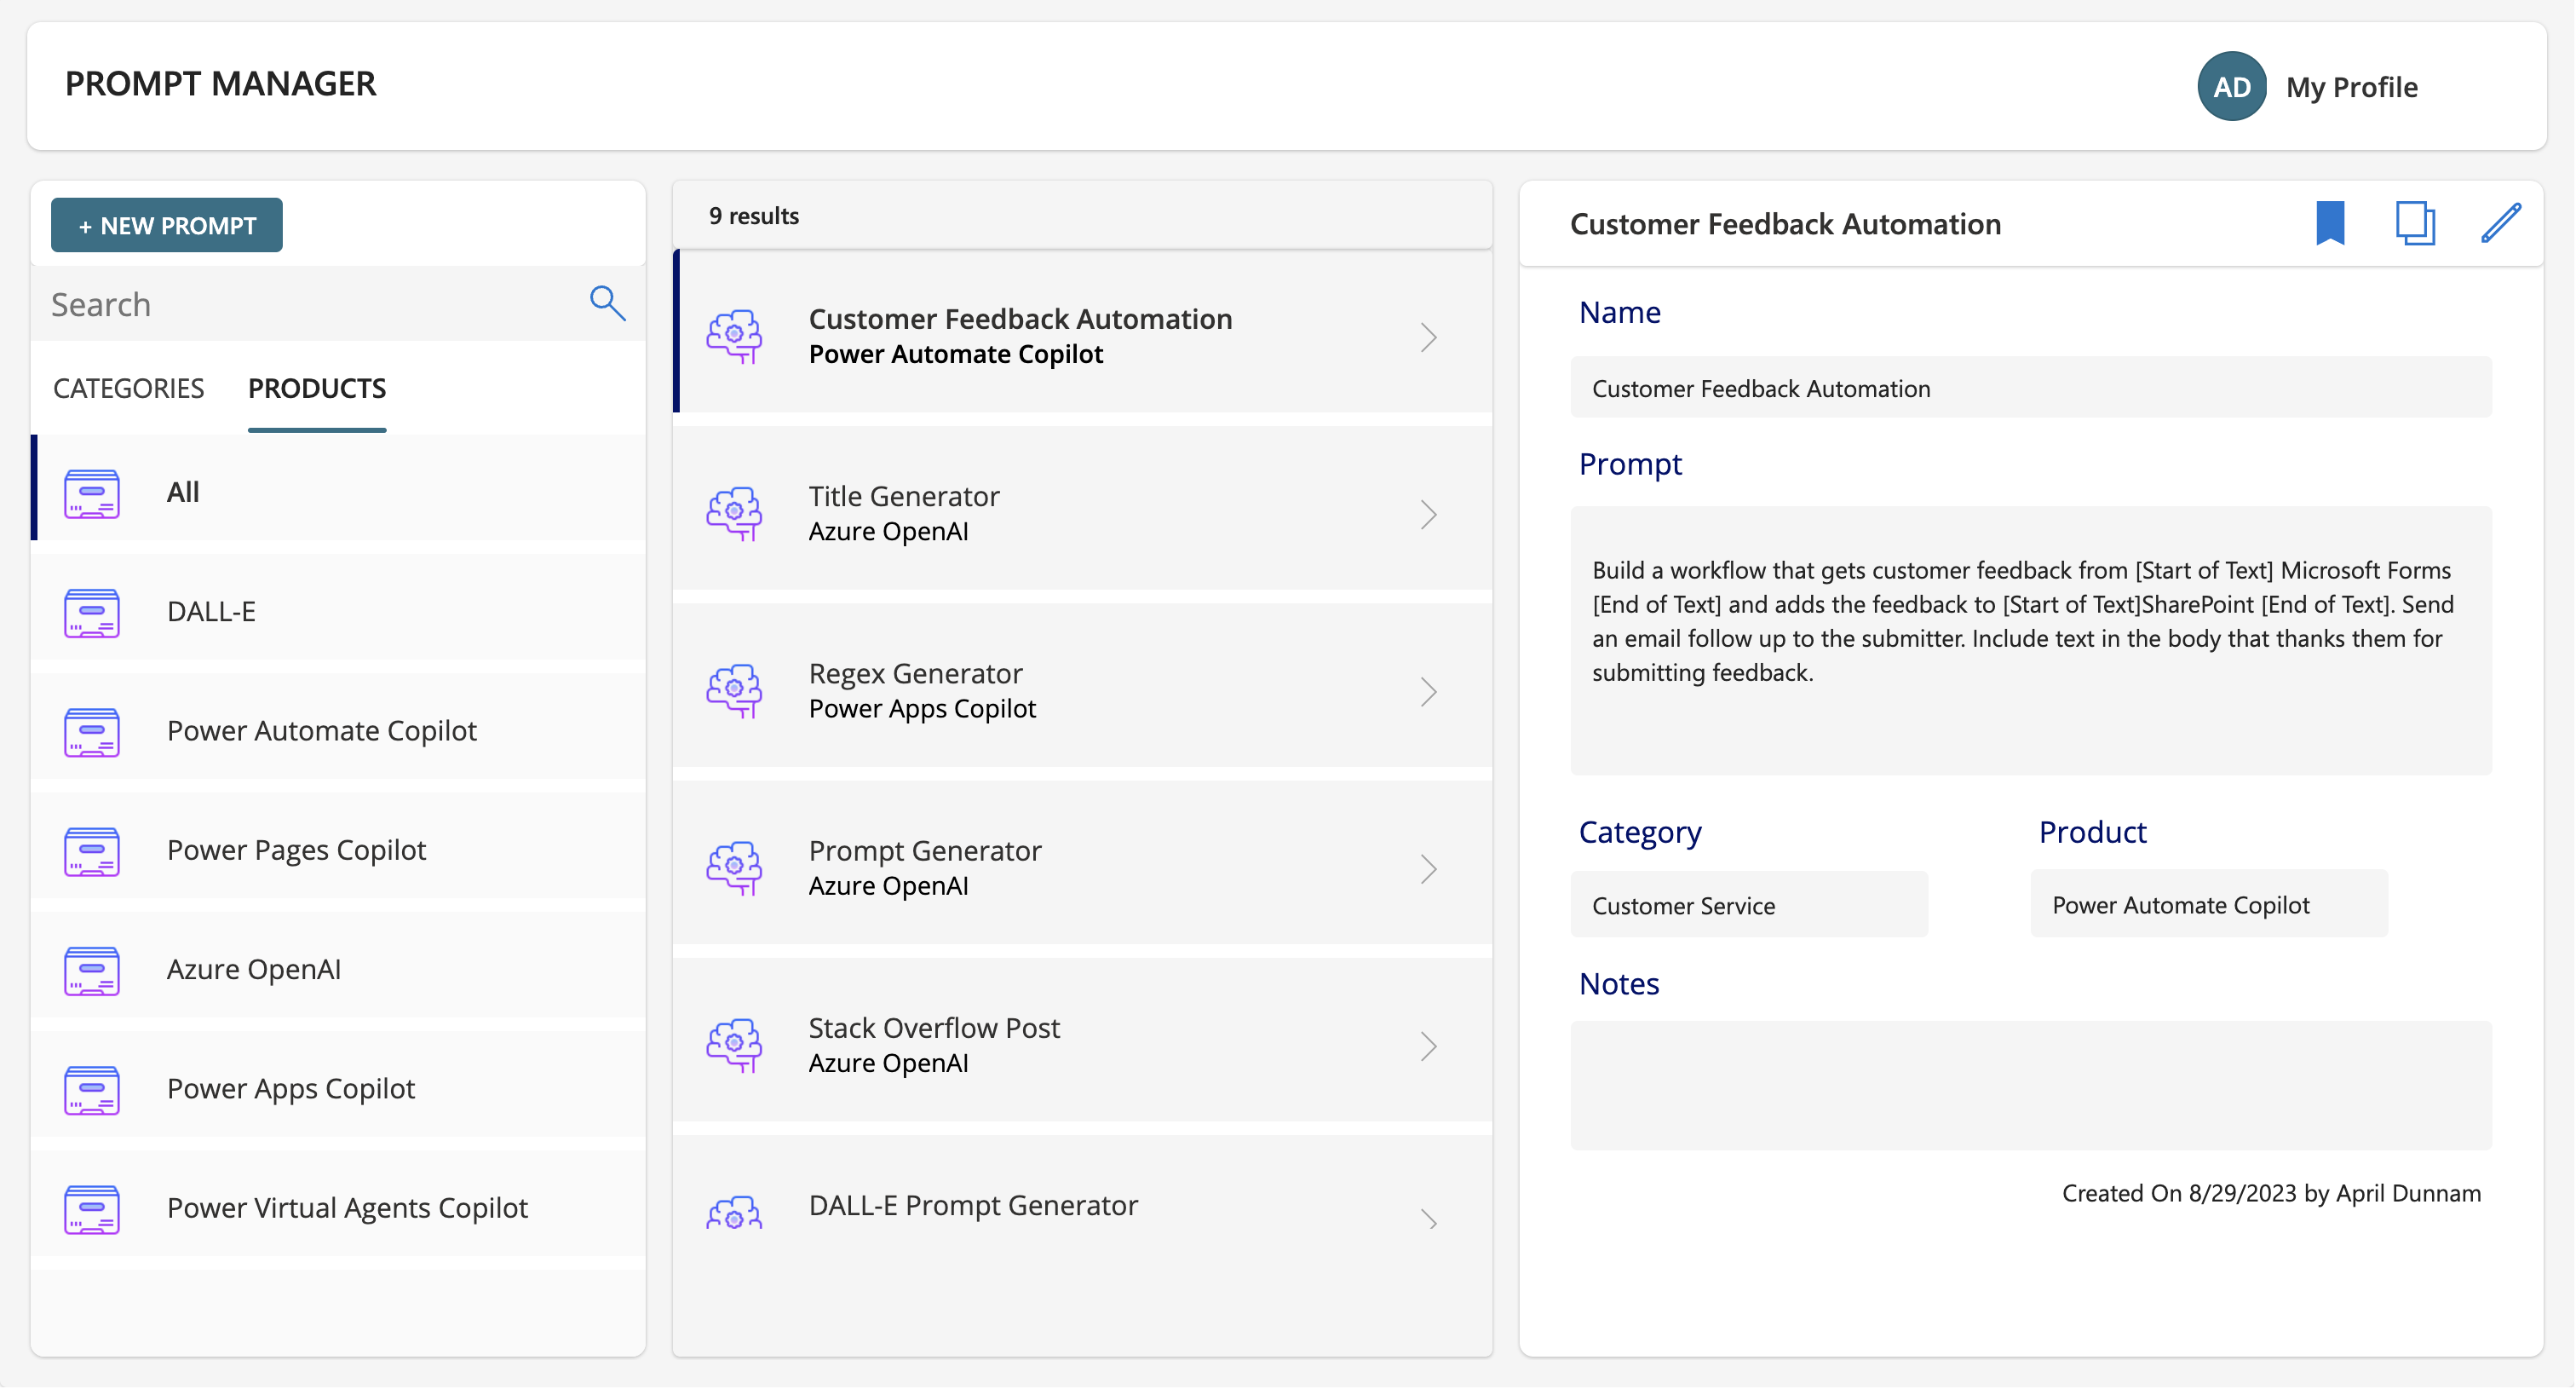 PROMPT MANAGER
AD My Profile
+ NEW PROMPT
Search
CATEGORIES PRODUCTS
All
DALL-E
Power Automate Copilot
Power Pages Copilot
Azure OpenAI
Power Apps Copilot
Power Virtual Agents Copilot
9 results
Customer Feedback Automation
Power Automate Copilot
Title Generator
Azure OpenAI
Regex Generator
Power Apps Copilot
Prompt Generator
Azure OpenAI
Stack Overflow Post
Azure OpenAI
DALL-E Prompt Generator
Customer Feedback Automation
Name
Customer Feedback Automation
Prompt
Build a workflow that gets customer feedback from [Start of Text] Microsoft Forms
[End of Text] and adds the feedback to [Start of Text]SharePoint [End of Text]. Send
an email follow up to the submitter. Include text in the body that thanks them for
submitting feedback.
Category Product
Customer Service Power Automate Copilot
Notes
Created On 8/29/2023 by April Dunnam